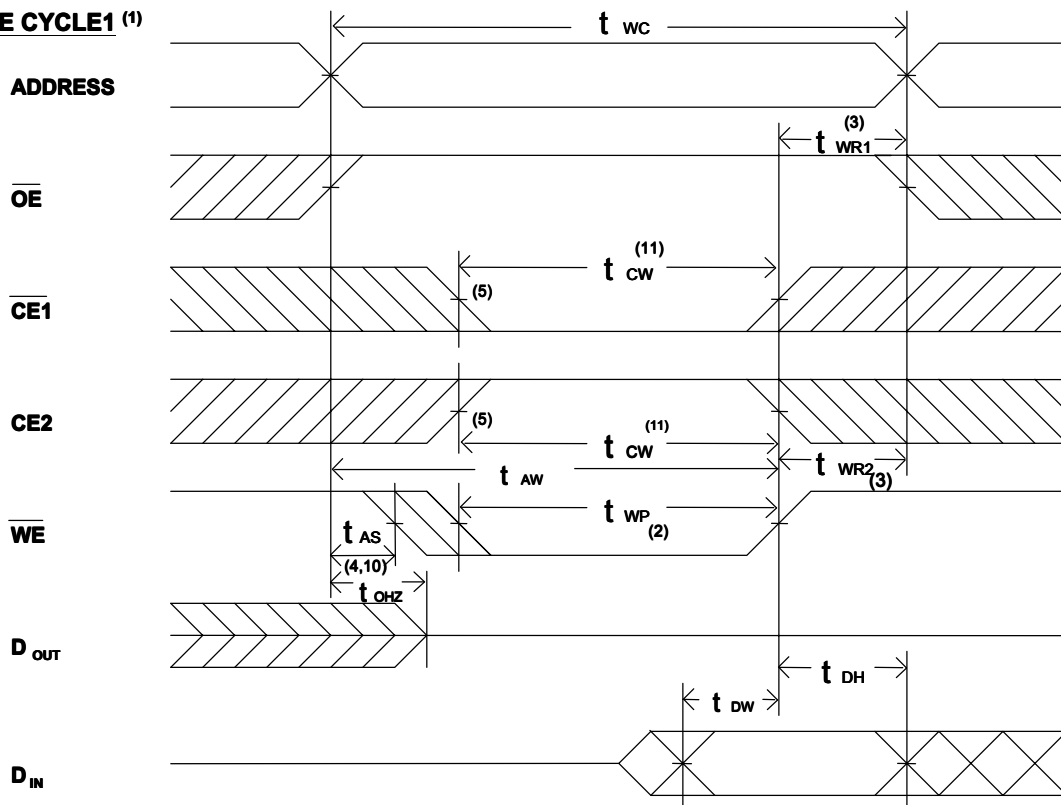 E CYCLE1 (1)
t WC
ADDRESS
(3)
t WR1
OE
(11)
t CW
CE1
(5)
CE2
(5)
(11)
t CW
t AW
t WR2
(3)
WE
t WP
(2)
t AS
(4,10)
t OHZ
D OUT
t DH
t DW
D IN